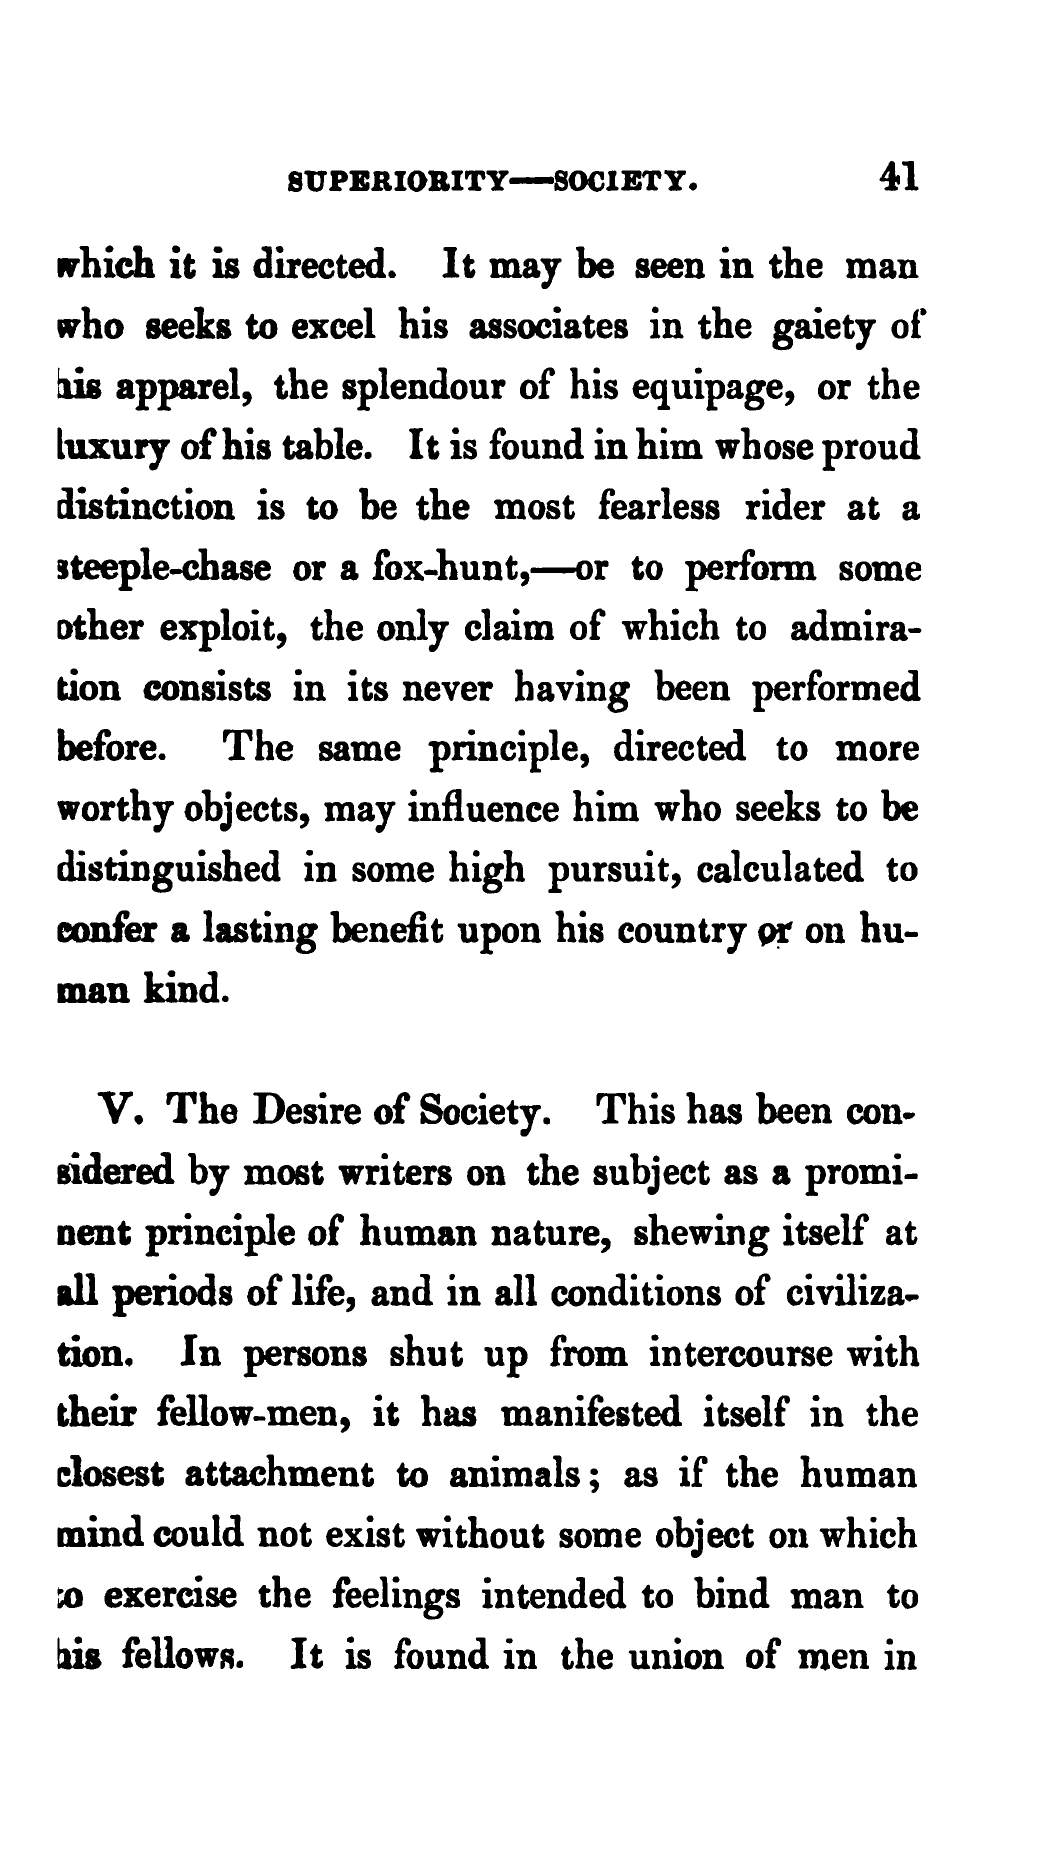 SUPERIORITY—SOCIETY. 41
which it is directed. It may be seen in the man
who seeks to excel his associates in the gaiety of
his apparel, the splendour of his equipage, or the
luxury of his table. It is found in him whose proud
distinction is to be the most fearless rider at a
steeple-chase or a fox-hunt,—or to perform some
other exploit, the only claim of which to admira-
tion consists in its never having been performed
before. The same principle, directed to more
worthy objects, may influence him who seeks to be
distinguished in some high pursuit, calculated to
confer a lasting benefit upon his country or on hu-
man kind.
V. The Desire of Society. This has been con-
sidered by most writers on the subject as a promi-
nent principle of human nature, shewing itself at
all periods of life, and in all conditions of civiliza-
tion. In persons shut up from intercourse with
their fellow-men, it has manifested itself in the
closest attachment to animals; as if the human
mind could not exist without some object on which
to exercise the feelings intended to bind man to
his fellows. It is found in the union of men in